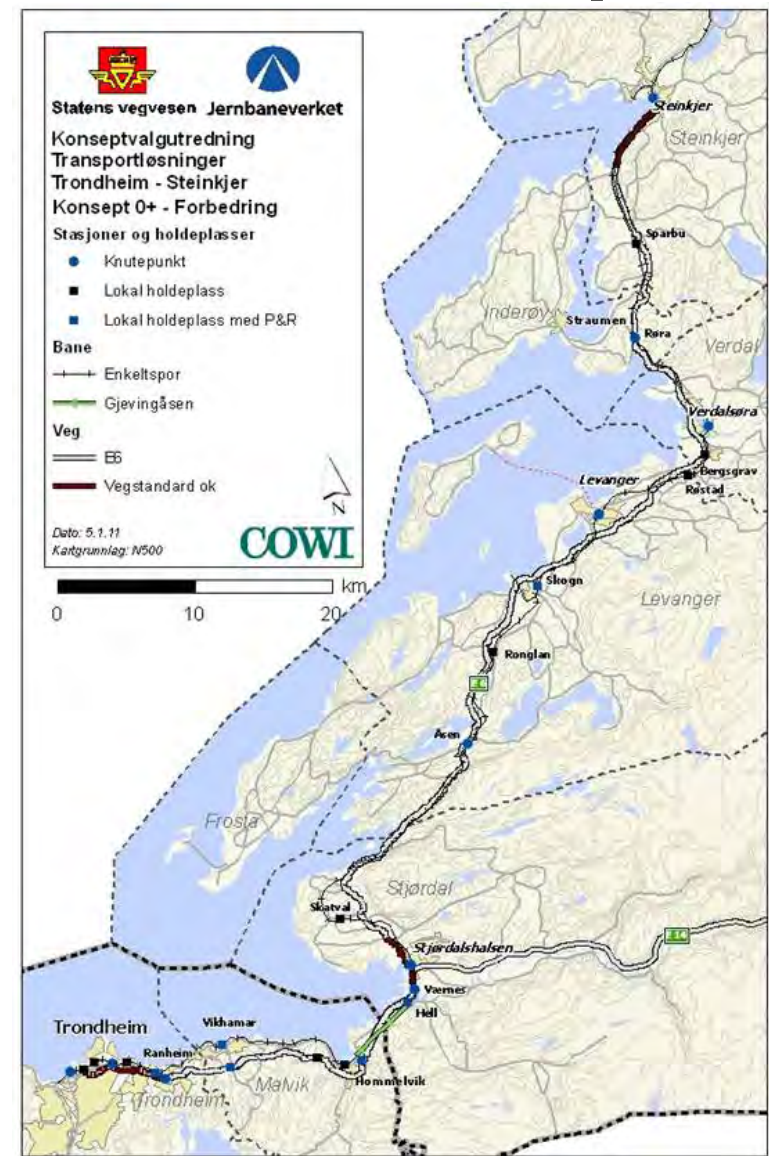 Statens vegvesen Jernbaneverket
Konseptvalgutredning
Transportløsninger
Trondheim - Steinkjer
Konsept 0+ - Forbedring
Stasjoner og holdeplasser
Knutepunkt
Lokal holdeplass
Lokal holdeplass med P&R
Bane
Enkeltspor
Gjevingåsen
Veg
E6
Vegstandard ok
N
Dato: 5.1.11
Kartgrunnlag: N500
COWI
km
0 10 20
Steinkjer
Steinkjer
Sparbu
Inderøy
Straumen
Røra
Verdal
Verdalsøra
Bergsgrav
Røstad
Levanger
Skogn
Levanger
Ronglan
Åsen
Frosta
Stjørdal
Skatval
Stjørdalshalsen
Værnes
Hell
Trondheim
Vikhamar
Ranheim
Hommelvik
Malvik
Trondheim